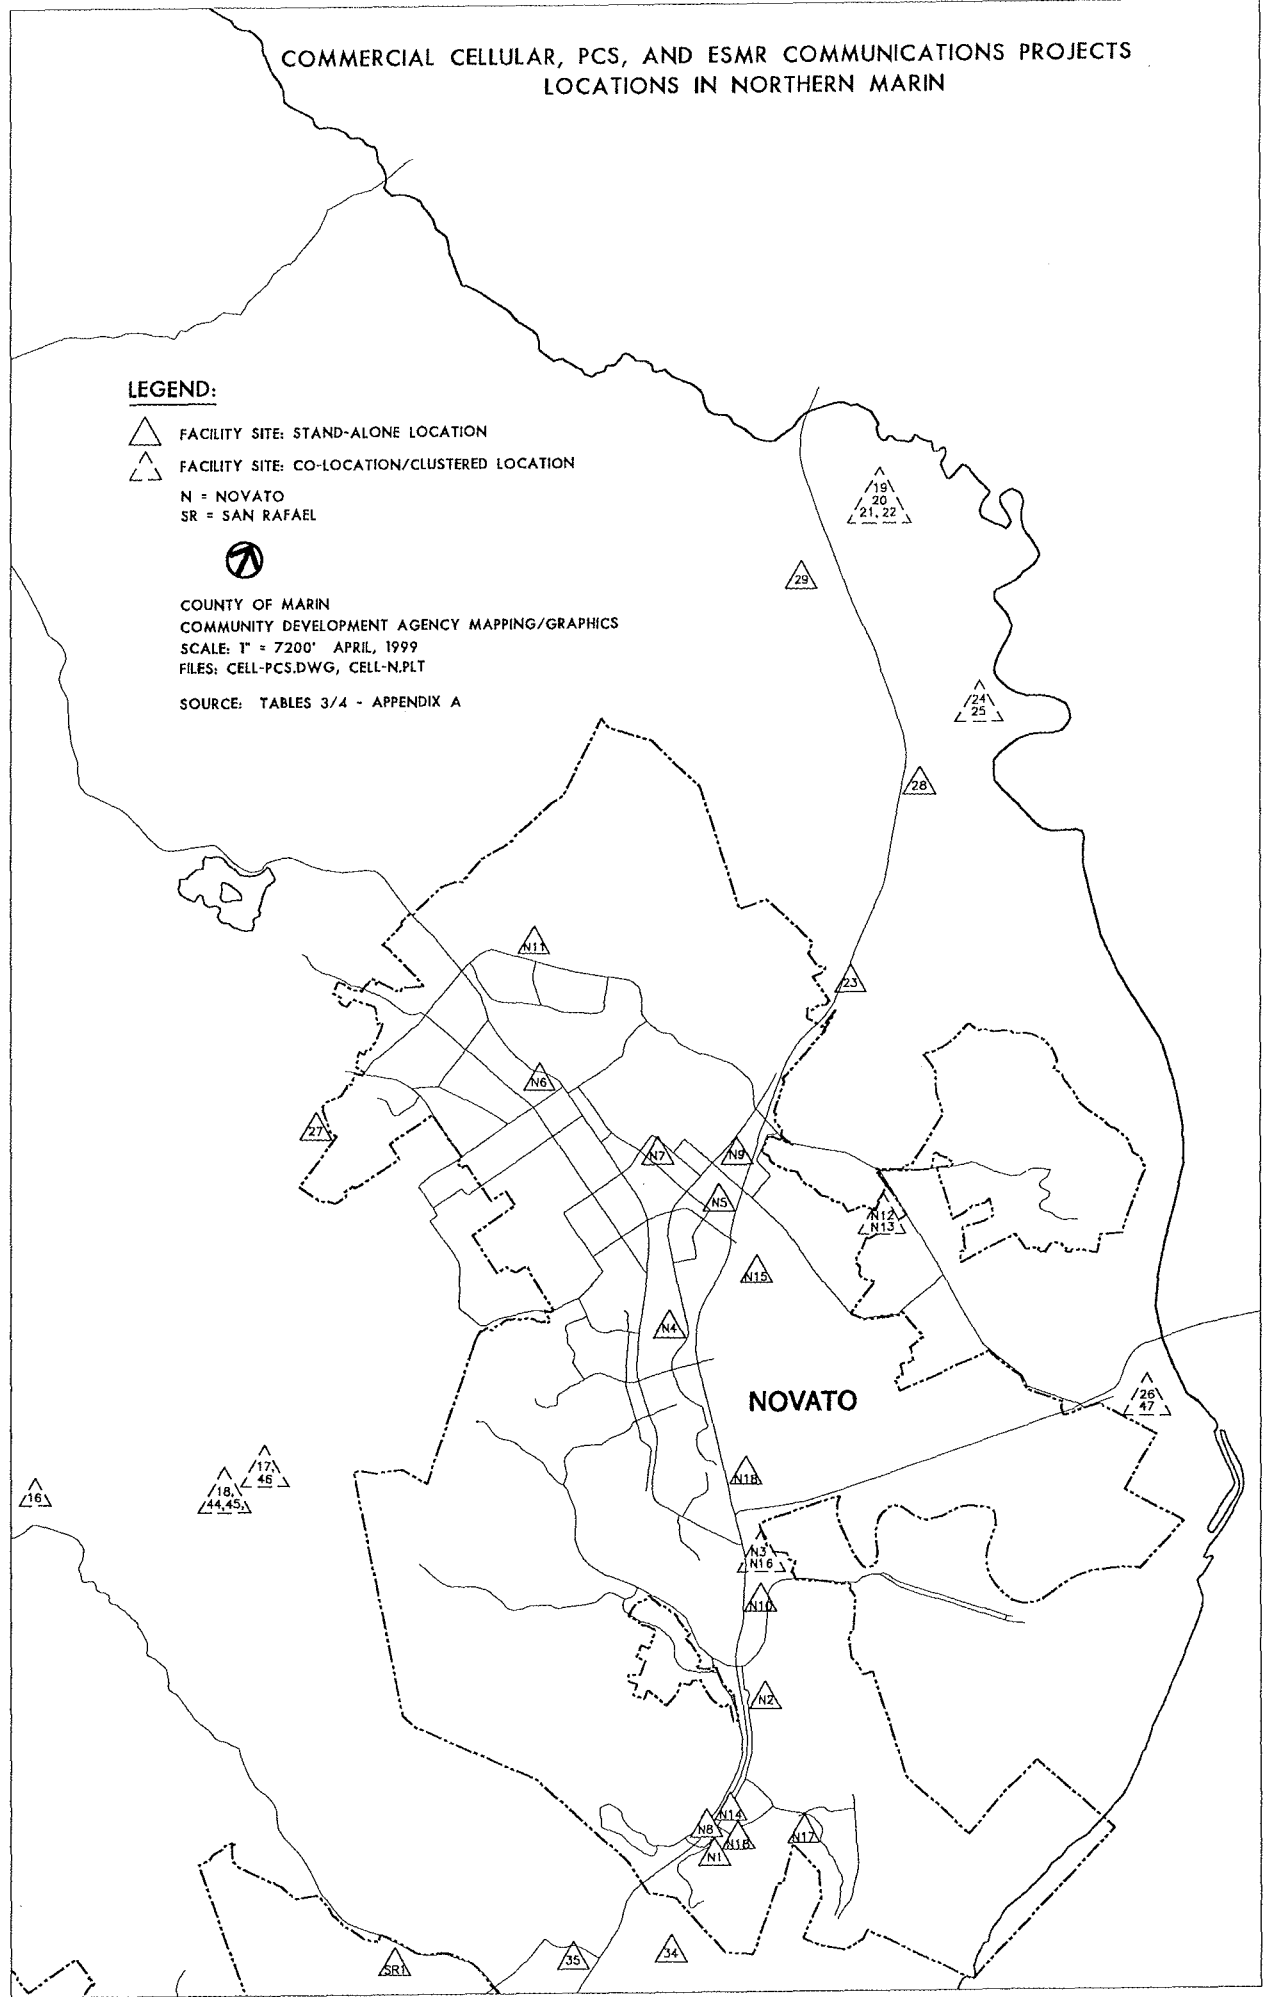 COMMERCIAL CELLULAR, PCS, AND ESMR COMMUNICATIONS PROJECTS
LOCATIONS IN NORTHERN MARIN
LEGEND:
FACILITY SITE: STAND-ALONE LOCATION
FACILITY SITE: CO-LOCATION/CLUSTERED LOCATION
N = NOVATO
SR = SAN RAFAEL
COUNTY OF MARIN
COMMUNITY DEVELOPMENT AGENCY MAPPING/GRAPHICS
SCALE: 1" = 7200' APRIL, 1999
FILES: CELL-PCS.DWG, CELL-N.PLT
SOURCE: TABLES 3/4 - APPENDIX A
19
20
21, 22
29
24
25
28
N11
23
N6
27
N7
N9
N5
N12
N13
N15
N4
NOVATO
26
47
17,
46
18,
44,45,
16
N18
N3
N16
N10
N2
N14
N8
N1B
N17
N1
35
34
SR1